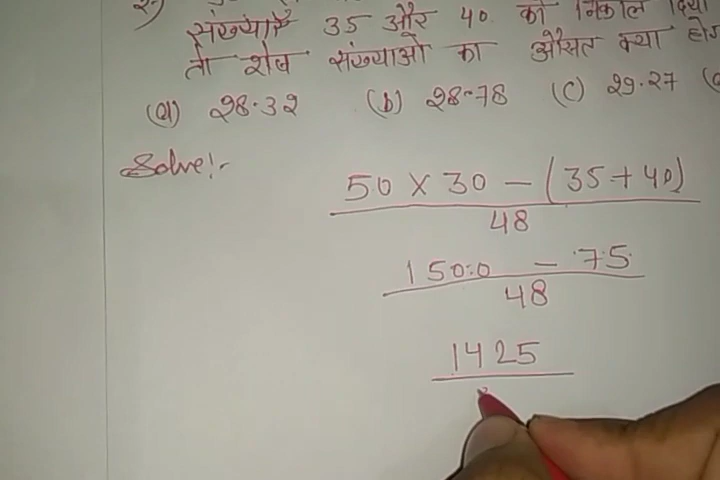 संख्याएँ 35 और 40 को निकाल दिया
तो शेष संख्याओं का औसत क्या
(a) 28.32 (b) 28.78 (c) 29.27
Solve:-
50 × 30 - (35 + 40)
48
1500 - 75
48
1425